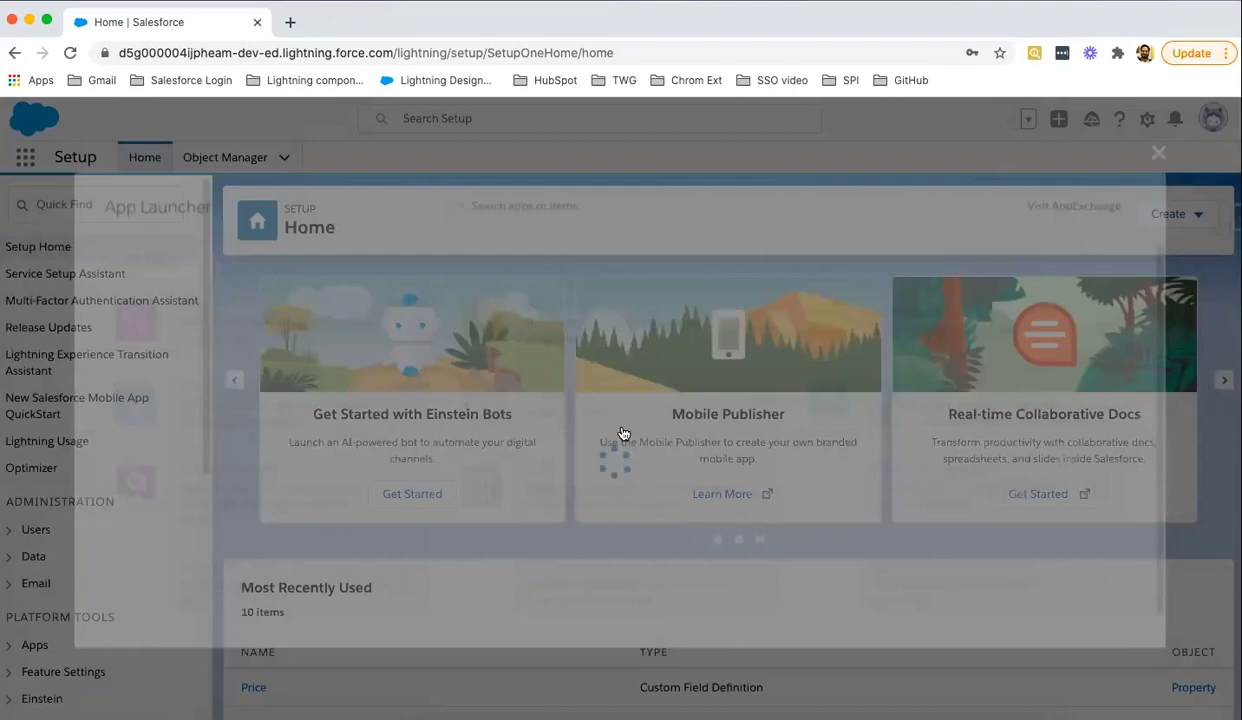 Home | Salesforce
d5g000004ijpheam-dev-ed.lightning.force.com/lightning/setup/SetupOneHome/home
Update
Apps
Gmail
Salesforce Login
Lightning compon...
Lightning Design...
HubSpot
TWG
Chrom Ext
SSO video
SPI
GitHub
Search Setup
Setup
Home
Object Manager
Quick Find
App Launcher
Search apps or items...
Visit AppExchange
SETUP
Home
Create
Setup Home
Service Setup Assistant
Multi-Factor Authentication Assistant
Release Updates
Lightning Experience Transition
Assistant
New Salesforce Mobile App
QuickStart
Lightning Usage
Optimizer
ADMINISTRATION
Users
Data
Email
PLATFORM TOOLS
Apps
Feature Settings
Einstein
Get Started with Einstein Bots
Launch an AI-powered bot to automate your digital
channels.
Get Started
Mobile Publisher
Use the Mobile Publisher to create your own branded
mobile app.
Learn More
Real-time Collaborative Docs
Transform productivity with collaborative docs,
spreadsheets, and slides inside Salesforce.
Get Started
Most Recently Used
10 items
NAME
TYPE
OBJECT
Price
Custom Field Definition
Property